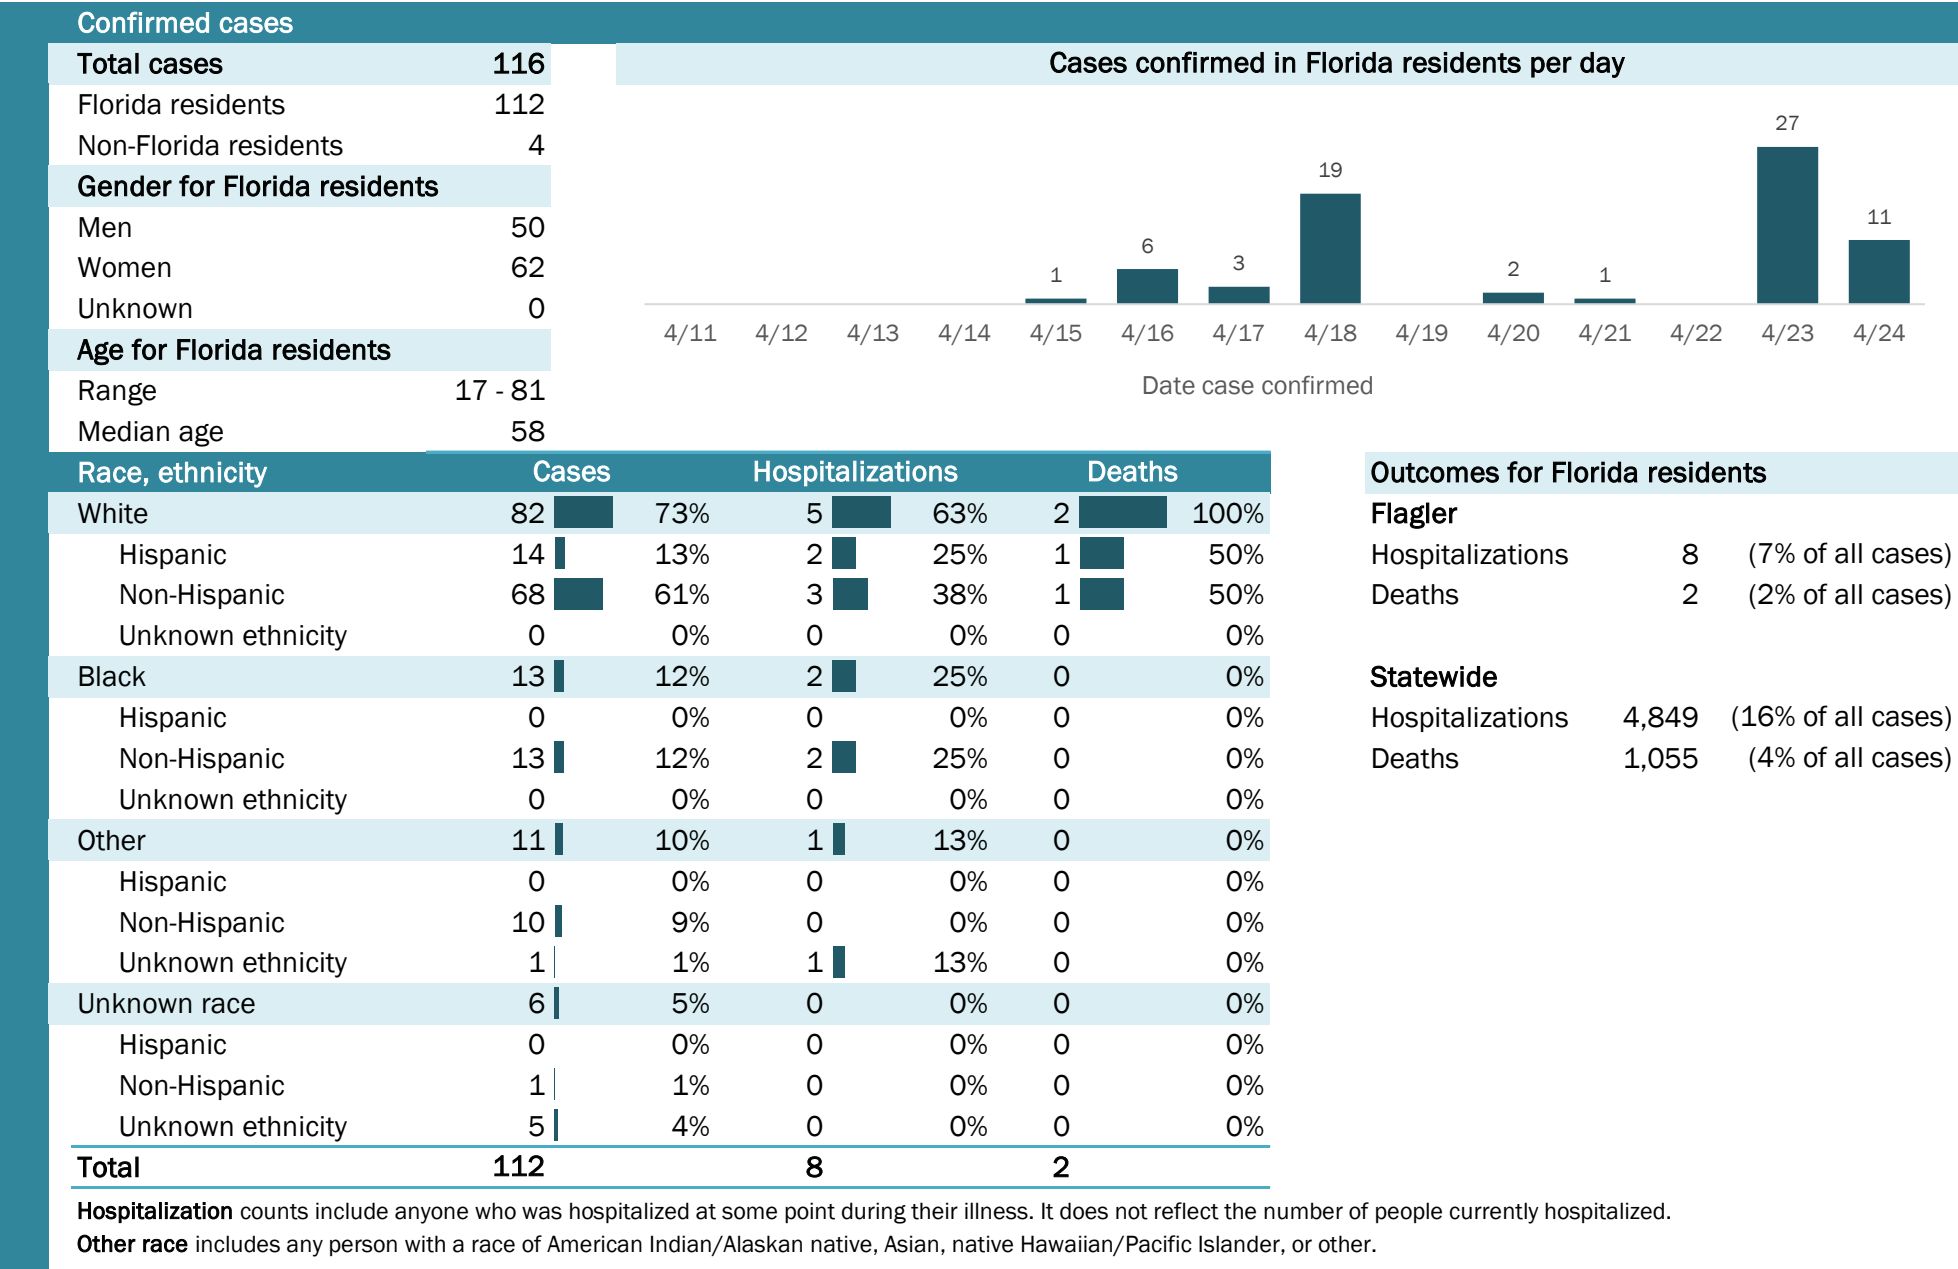 Confirmed cases
Total cases 116
Florida residents 112
Non-Florida residents 4
Gender for Florida residents
Men 50
Women 62
Unknown 0
Age for Florida residents
Range 17 - 81
Median age 58
Cases confirmed in Florida residents per day
1 6 3 19 2 1 27 11
4/11 4/12 4/13 4/14 4/15 4/16 4/17 4/18 4/19 4/20 4/21 4/22 4/23 4/24
Date case confirmed
Race, ethnicity Cases Hospitalizations Deaths
White 82 73% 5 63% 2 100%
Hispanic 14 13% 2 25% 1 50%
Non-Hispanic 68 61% 3 38% 1 50%
Unknown ethnicity 0 0% 0 0% 0 0%
Black 13 12% 2 25% 0 0%
Hispanic 0 0% 0 0% 0 0%
Non-Hispanic 13 12% 2 25% 0 0%
Unknown ethnicity 0 0% 0 0% 0 0%
Other 11 10% 1 13% 0 0%
Hispanic 0 0% 0 0% 0 0%
Non-Hispanic 10 9% 0 0% 0 0%
Unknown ethnicity 1 1% 1 13% 0 0%
Unknown race 6 5% 0 0% 0 0%
Hispanic 0 0% 0 0% 0 0%
Non-Hispanic 1 1% 0 0% 0 0%
Unknown ethnicity 5 4% 0 0% 0 0%
Total 112 8 2
Outcomes for Florida residents
Flagler
Hospitalizations 8 (7% of all cases)
Deaths 2 (2% of all cases)
Statewide
Hospitalizations 4,849 (16% of all cases)
Deaths 1,055 (4% of all cases)
Hospitalization counts include anyone who was hospitalized at some point during their illness. It does not reflect the number of people currently hospitalized.
Other race includes any person with a race of American Indian/Alaskan native, Asian, native Hawaiian/Pacific Islander, or other.